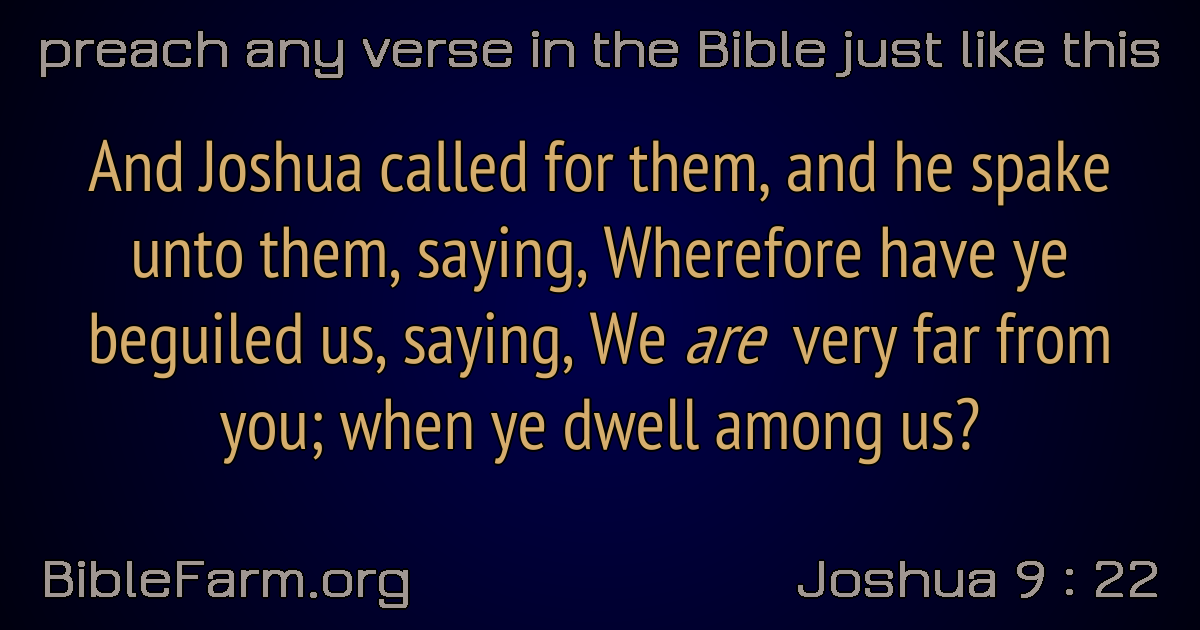 preach any verse in the Bible just like this
And Joshua called for them, and he spake
unto them, saying, Wherefore have ye
beguiled us, saying, We are very far from
you; when ye dwell among us?
BibleFarm.org
Joshua 9 : 22